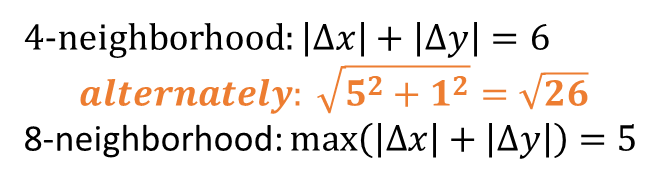 4-neighborhood: |Δx| + |Δy| = 6
alternately: √(5² + 1²) = √26
8-neighborhood: max(|Δx| + |Δy|) = 5